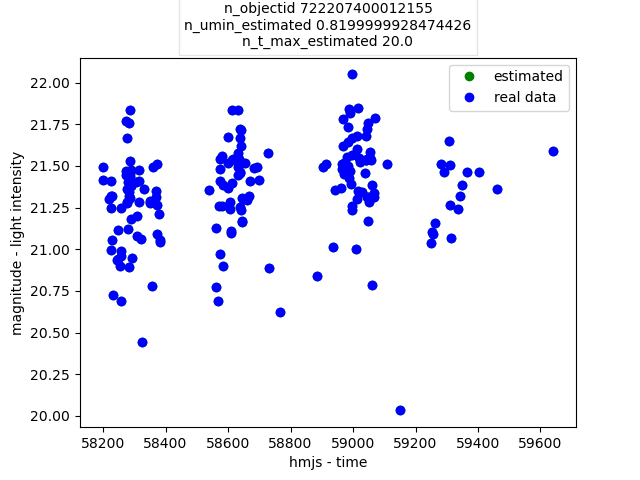 n_objectid 722207400012155
n_umin_estimated 0.8199999928474426
n_t_max_estimated 20.0
estimated
real data
22.00
21.75
21.50
21.25
21.00
20.75
20.50
20.25
20.00
magnitude - light intensity
58200 58400 58600 58800 59000 59200 59400 59600
hmjs - time